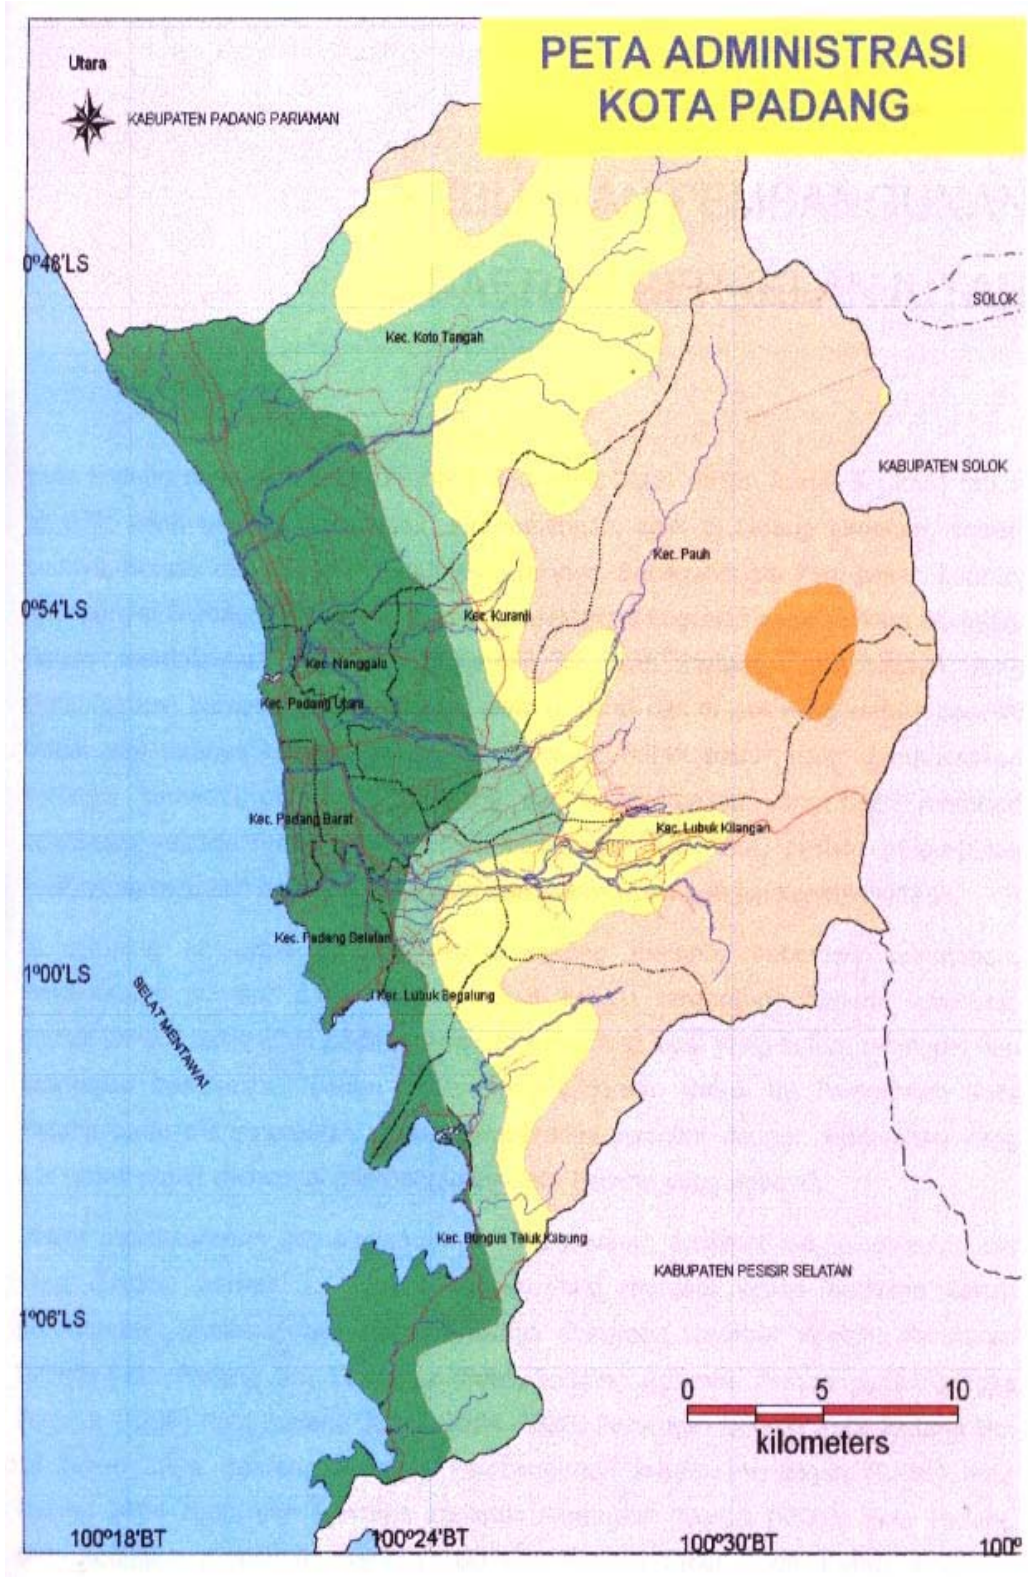 PETA ADMINISTRASI
KOTA PADANG
Utara
KABUPATEN PADANG PARIAMAN
0°48'LS
SOLOK
Kec. Koto Tangah
KABUPATEN SOLOK
Kec. Pauh
0°54'LS
Kec. Kuranji
Kec. Nanggalo
Kec. Padang Utara
Kec. Padang Barat
Kec. Lubuk Kilangan
Kec. Padang Selatan
1°00'LS
Kec. Lubuk Begalung
SELAT MENTAWAI
Kec. Bungus Taluk Kabung
KABUPATEN PESISIR SELATAN
1°06'LS
0 5 10
kilometers
100°18'BT
100°24'BT
100°30'BT
100°